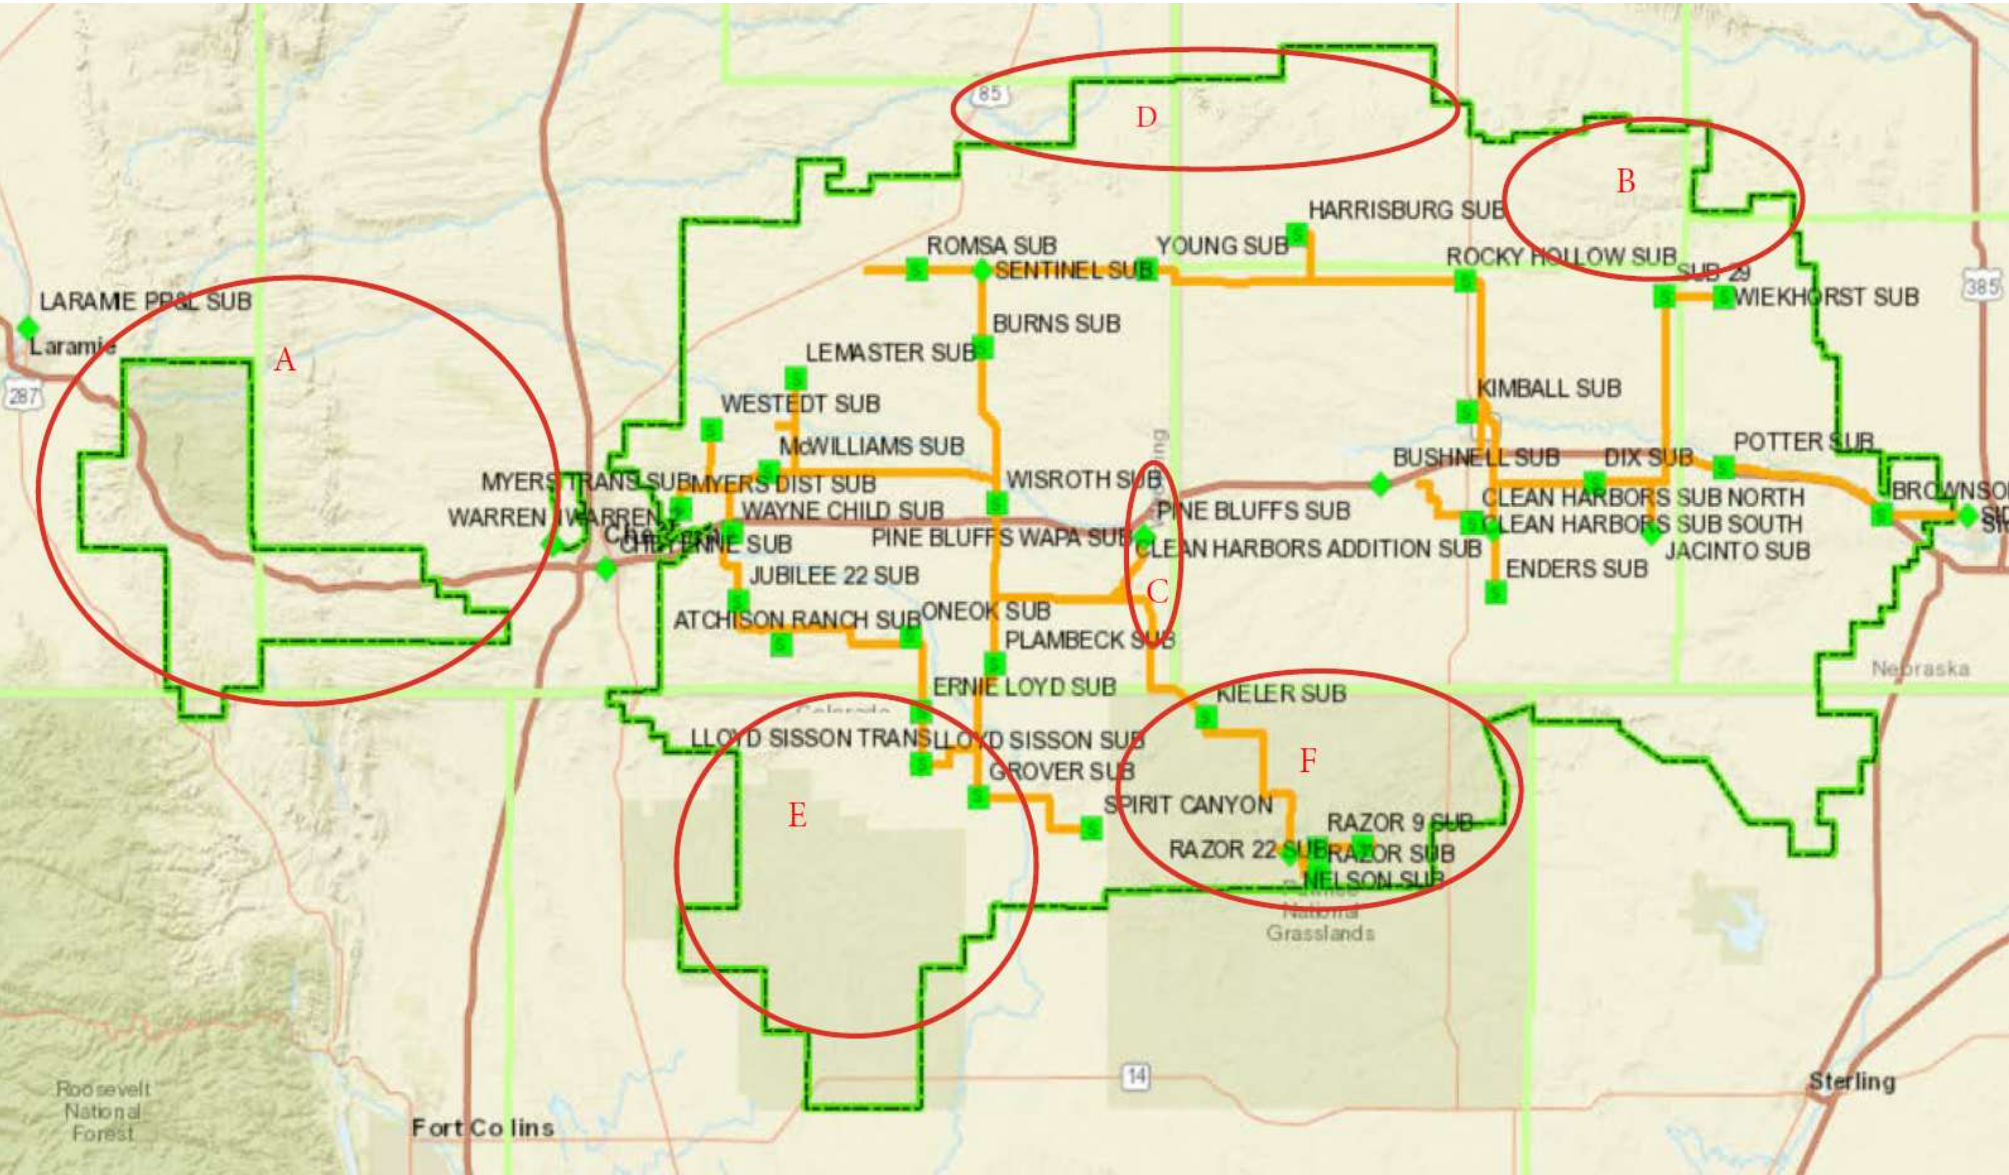 85
D
B
HARRISBURG SUB
ROMSA SUB
YOUNG SUB
ROCKY HOLLOW SUB
SENTINEL SUB
SUB 29
385
LARAMIE PP&L SUB
WIEKHORST SUB
Laramie
BURNS SUB
A
LEMASTER SUB
287
KIMBALL SUB
WESTEDT SUB
McWILLIAMS SUB
POTTER SUB
BUSHNELL SUB
DIX SUB
MYERS TRANS SUB
MYERS DIST SUB
WISROTH SUB
CLEAN HARBORS SUB NORTH
WARREN 1
WARREN 2
WAYNE CHILD SUB
PINE BLUFFS SUB
CLEAN HARBORS SUB SOUTH
CHEYENNE SUB
PINE BLUFFS WAPA SUB
CLEAN HARBORS ADDITION SUB
JACINTO SUB
JUBILEE 22 SUB
ENDERS SUB
C
ATCHISON RANCH SUB
ONEOK SUB
PLAMBECK SUB
Nebraska
ERNIE LOYD SUB
KIELER SUB
Colorado
LLOYD SISSON TRANS
LLOYD SISSON SUB
F
GROVER SUB
E
SPIRIT CANYON
RAZOR 9 SUB
RAZOR 22 SUB
RAZOR SUB
NELSON SUB
National
Grasslands
14
Sterling
Roosevelt
National
Forest
Fort Collins